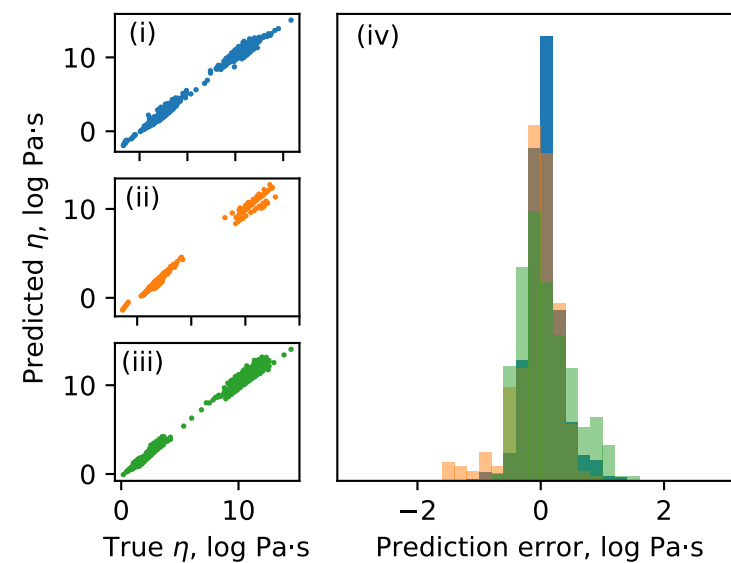 (i)
10
0
(ii)
10
0
(iii)
10
0
0 10
Predicted η, log Pa·s
True η, log Pa·s
(iv)
−2 0 2
Prediction error, log Pa·s